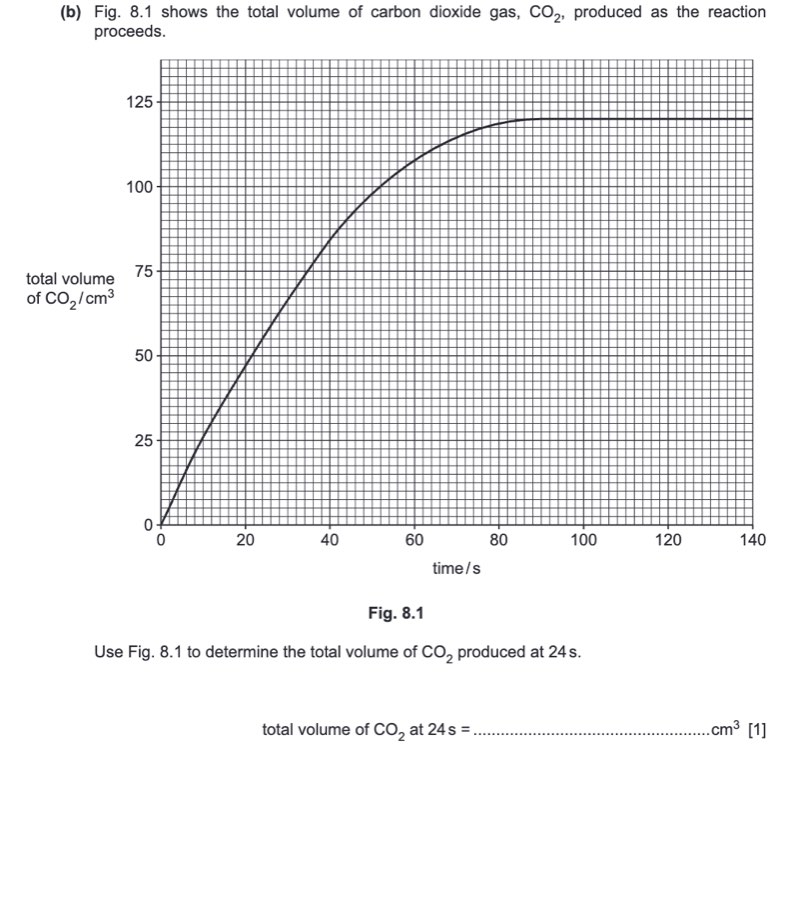 (b) Fig. 8.1 shows the total volume of carbon dioxide gas, CO₂, produced as the reaction
proceeds.
125
100
total volume
of CO₂/cm³
75
50
25
0
0 20 40 60 80 100 120 140
time/s
Fig. 8.1
Use Fig. 8.1 to determine the total volume of CO₂ produced at 24 s.
total volume of CO₂ at 24 s = ....................................................cm³ [1]